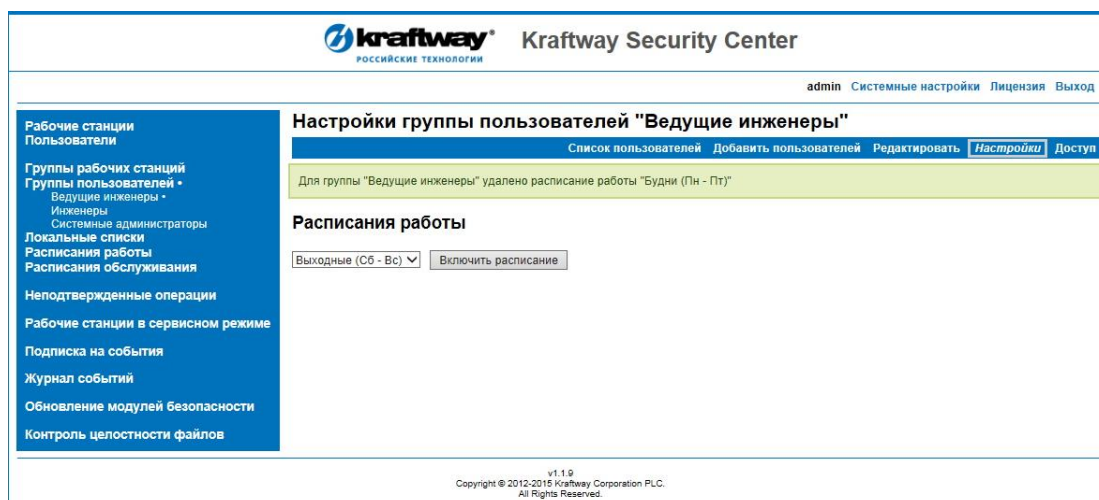 kraftway®
РОССИЙСКИЕ ТЕХНОЛОГИИ
Kraftway Security Center
admin Системные настройки Лицензия Выход
Рабочие станции
Пользователи
Группы рабочих станций
Группы пользователей •
Ведущие инженеры •
Инженеры
Системные администраторы
Локальные списки
Расписания работы
Расписания обслуживания
Неподтвержденные операции
Рабочие станции в сервисном режиме
Подписка на события
Журнал событий
Обновление модулей безопасности
Контроль целостности файлов
Настройки группы пользователей "Ведущие инженеры"
Список пользователей Добавить пользователей Редактировать Настройки Доступ
Для группы "Ведущие инженеры" удалено расписание работы "Будни (Пн - Пт)"
Расписания работы
Выходные (Сб - Вс) Включить расписание
v1.1.9
Copyright © 2012-2015 Kraftway Corporation PLC.
All Rights Reserved.